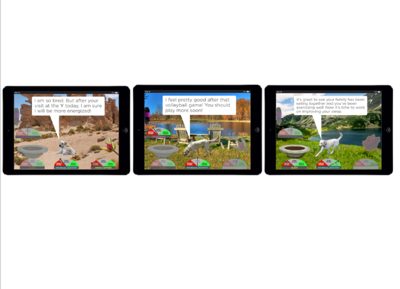 I am so tired. But after your
visit at the Y today, I am sure
I will be more energized!
I feel pretty good after that
volleyball game! You should
play more soon!
It's great to see your family has been
eating together and you've been
exercising well! Now it's time to work
on improving your sleep.